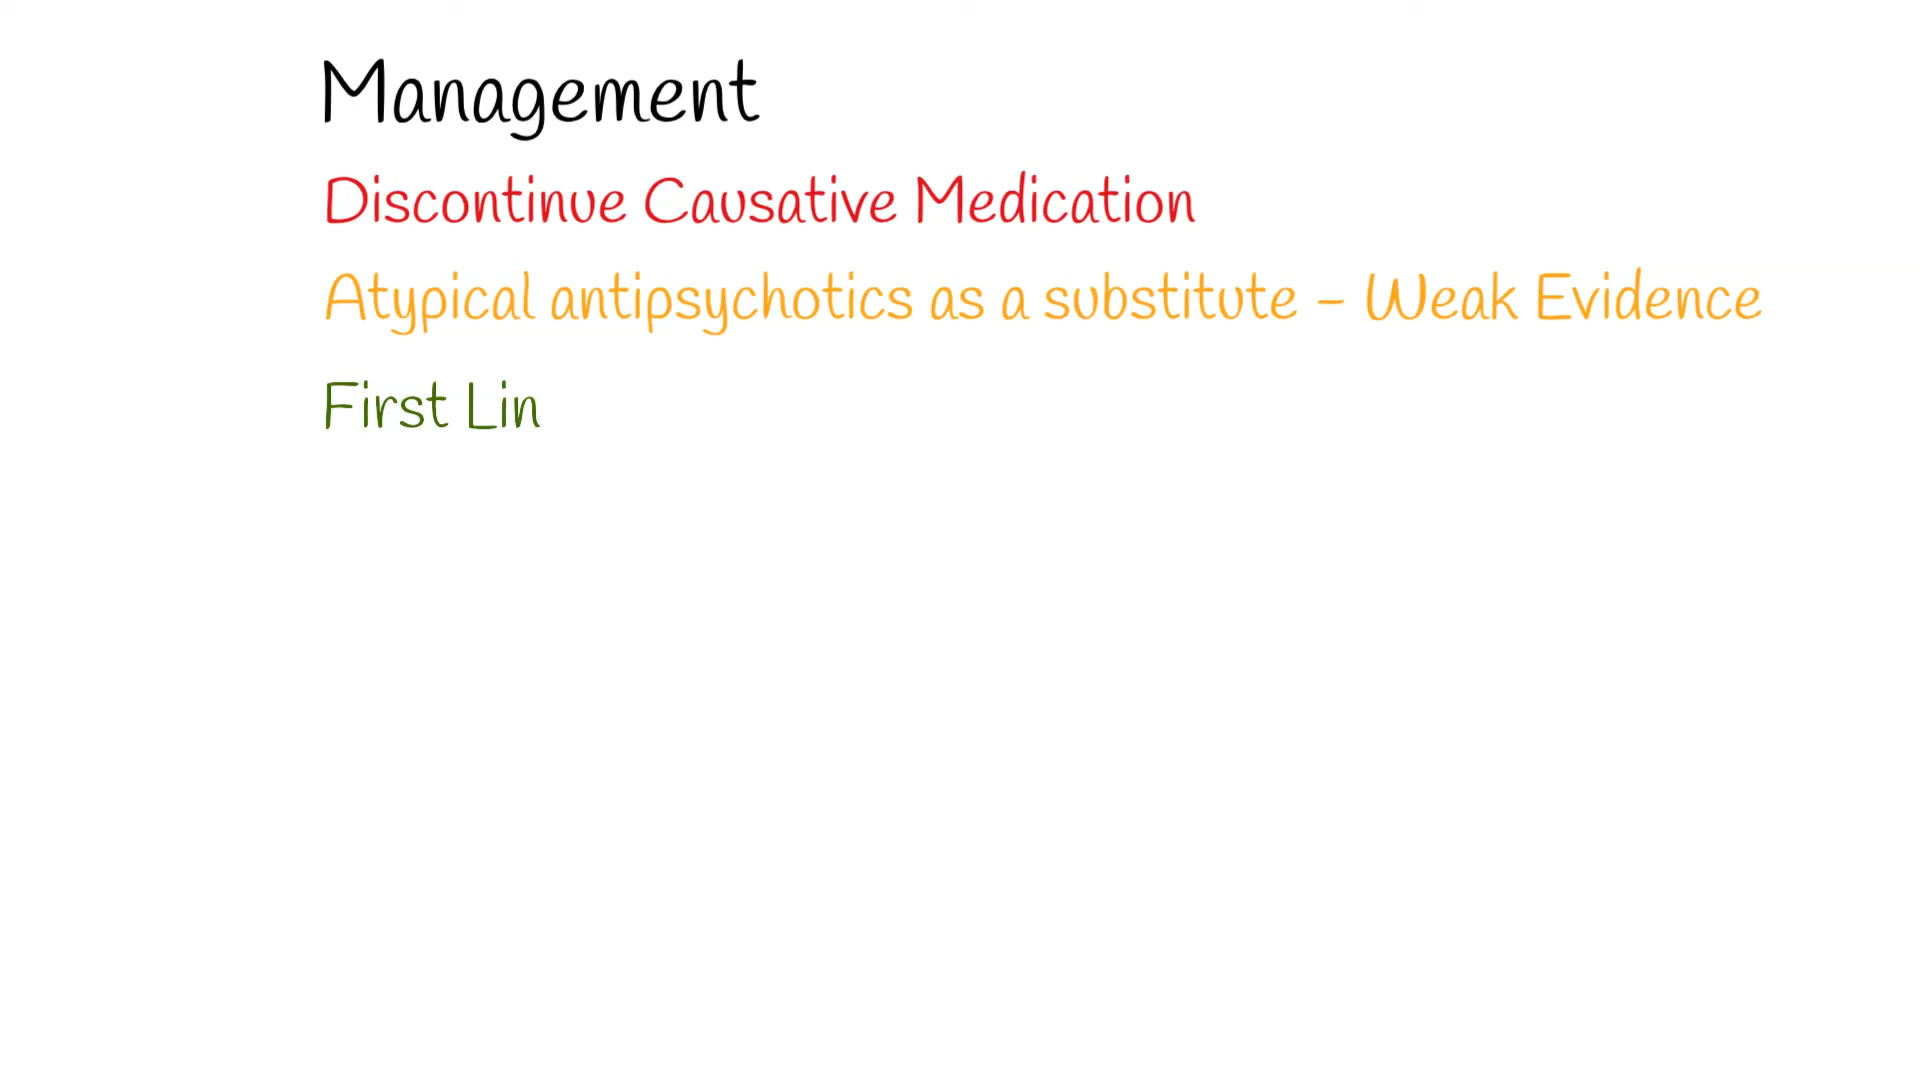 Management
Discontinue Causative Medication
Atypical antipsychotics as a substitute – Weak Evidence
First Lin